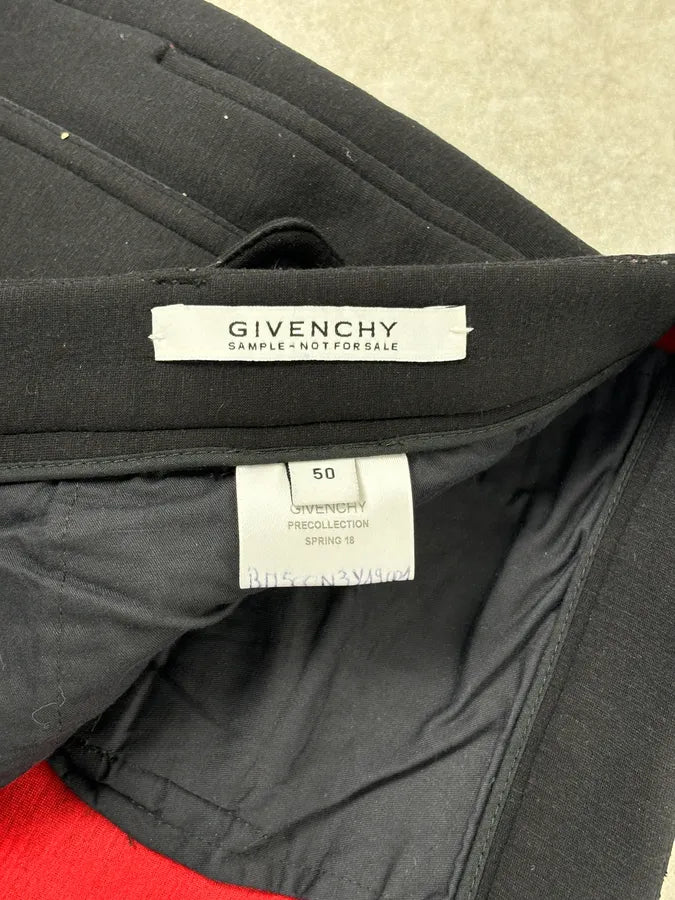 GIVENCHY
SAMPLE - NOT FOR SALE
50
GIVENCHY
PRECOLLECTION
SPRING 18